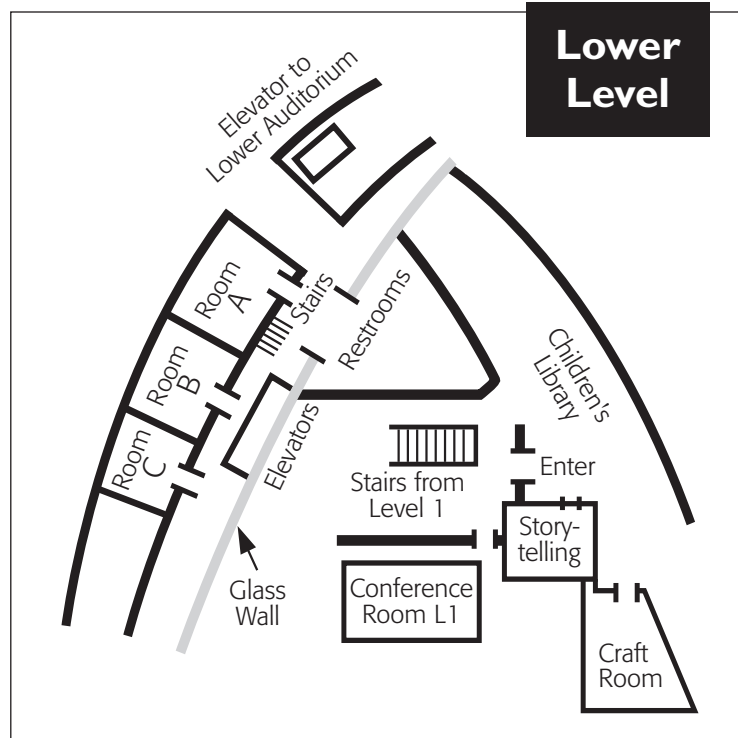 Lower
Level
Elevator to
Lower Auditorium
Room
A
Stairs
Restrooms
Room
B
Children's
Library
Room
C
Elevators
Stairs from
Level 1
Enter
Story-
telling
Glass
Wall
Conference
Room L1
Craft
Room